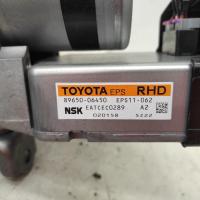 TOYOTA EPS RHD
89650-06450 EPS11-062
NSK EATCEC0289 A2
020158 5222